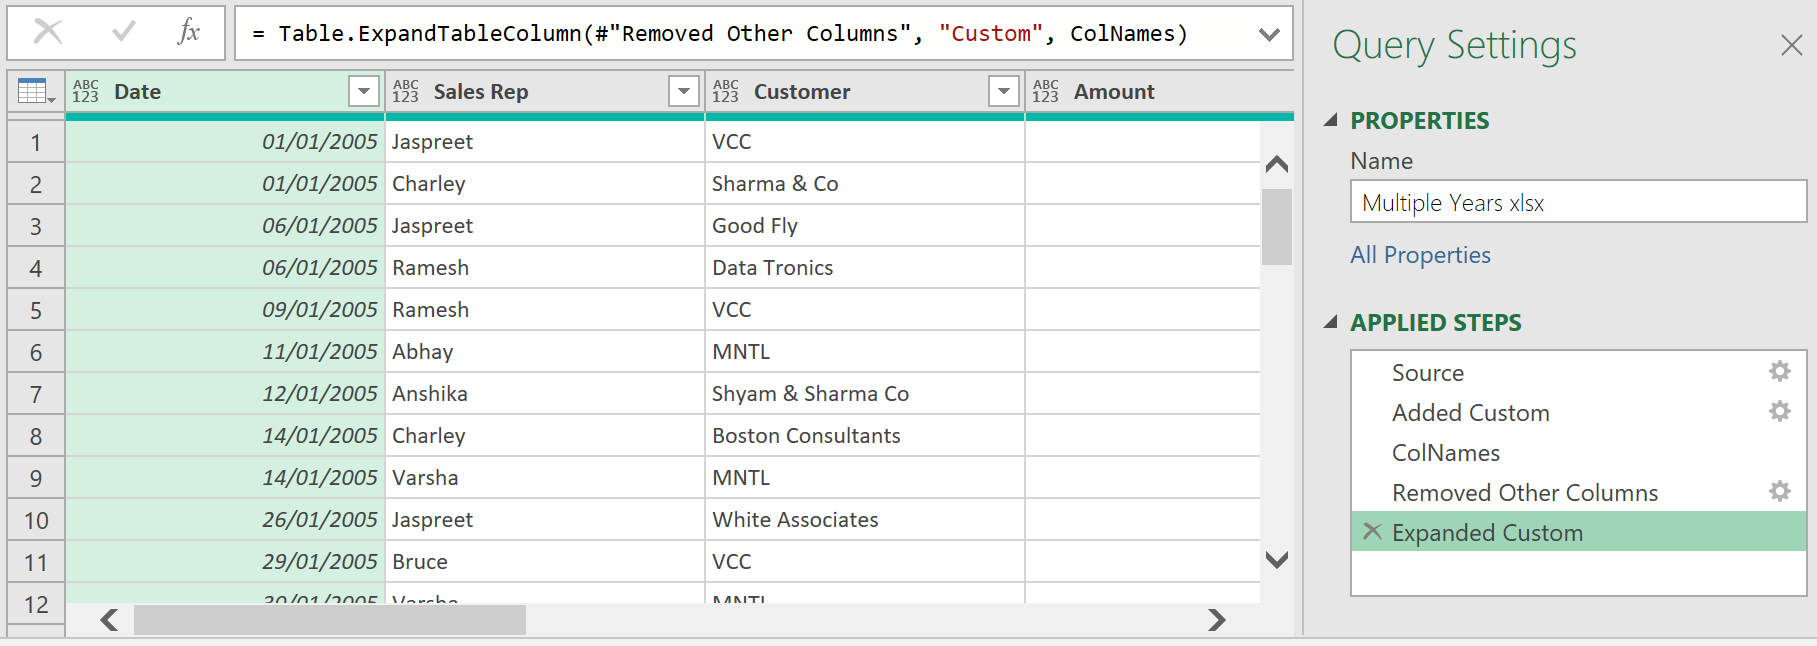 fx
= Table.ExpandTableColumn(#"Removed Other Columns", "Custom", ColNames)
ABC 123 Date ABC 123 Sales Rep ABC 123 Customer ABC 123 Amount
1 01/01/2005 Jaspreet VCC
2 01/01/2005 Charley Sharma & Co
3 06/01/2005 Jaspreet Good Fly
4 06/01/2005 Ramesh Data Tronics
5 09/01/2005 Ramesh VCC
6 11/01/2005 Abhay MNTL
7 12/01/2005 Anshika Shyam & Sharma Co
8 14/01/2005 Charley Boston Consultants
9 14/01/2005 Varsha MNTL
10 26/01/2005 Jaspreet White Associates
11 29/01/2005 Bruce VCC
12 30/01/2005 Varsha MNTL
Query Settings
PROPERTIES
Name
Multiple Years xlsx
All Properties
APPLIED STEPS
Source
Added Custom
ColNames
Removed Other Columns
Expanded Custom